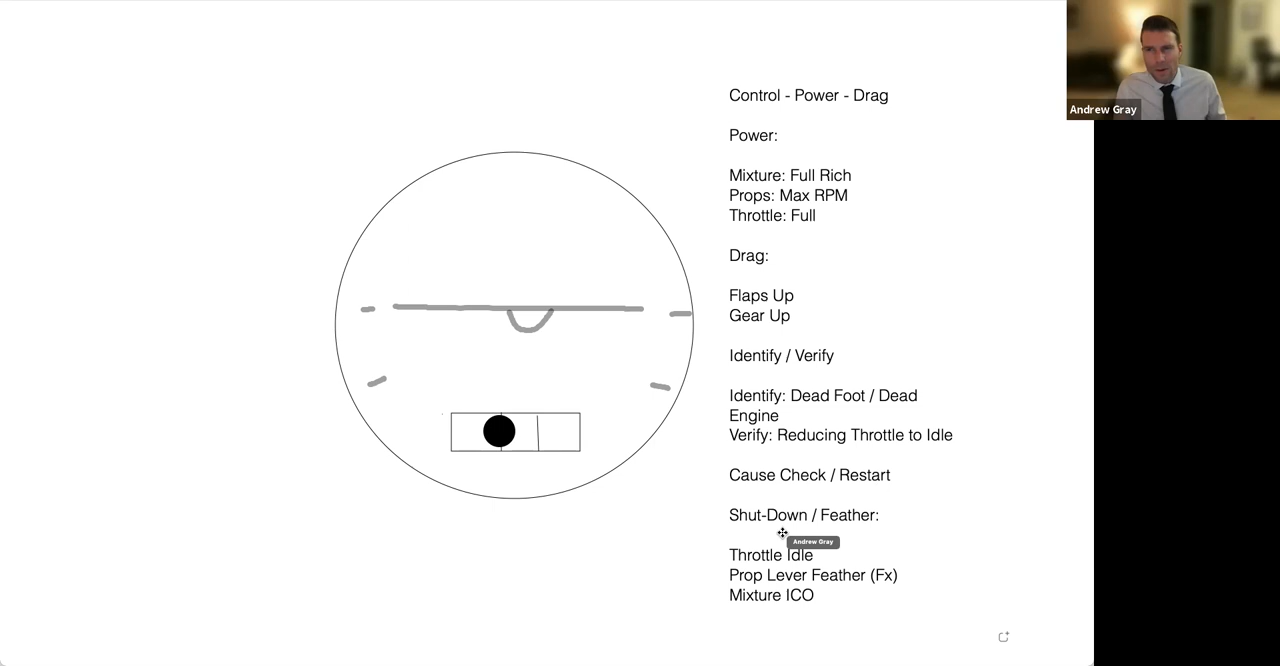 Andrew Gray
Control - Power - Drag
Power:
Mixture: Full Rich
Props: Max RPM
Throttle: Full
Drag:
Flaps Up
Gear Up
Identify / Verify
Identify: Dead Foot / Dead
Engine
Verify: Reducing Throttle to Idle
Cause Check / Restart
Shut-Down / Feather:
Andrew Gray
Throttle Idle
Prop Lever Feather (Fx)
Mixture ICO